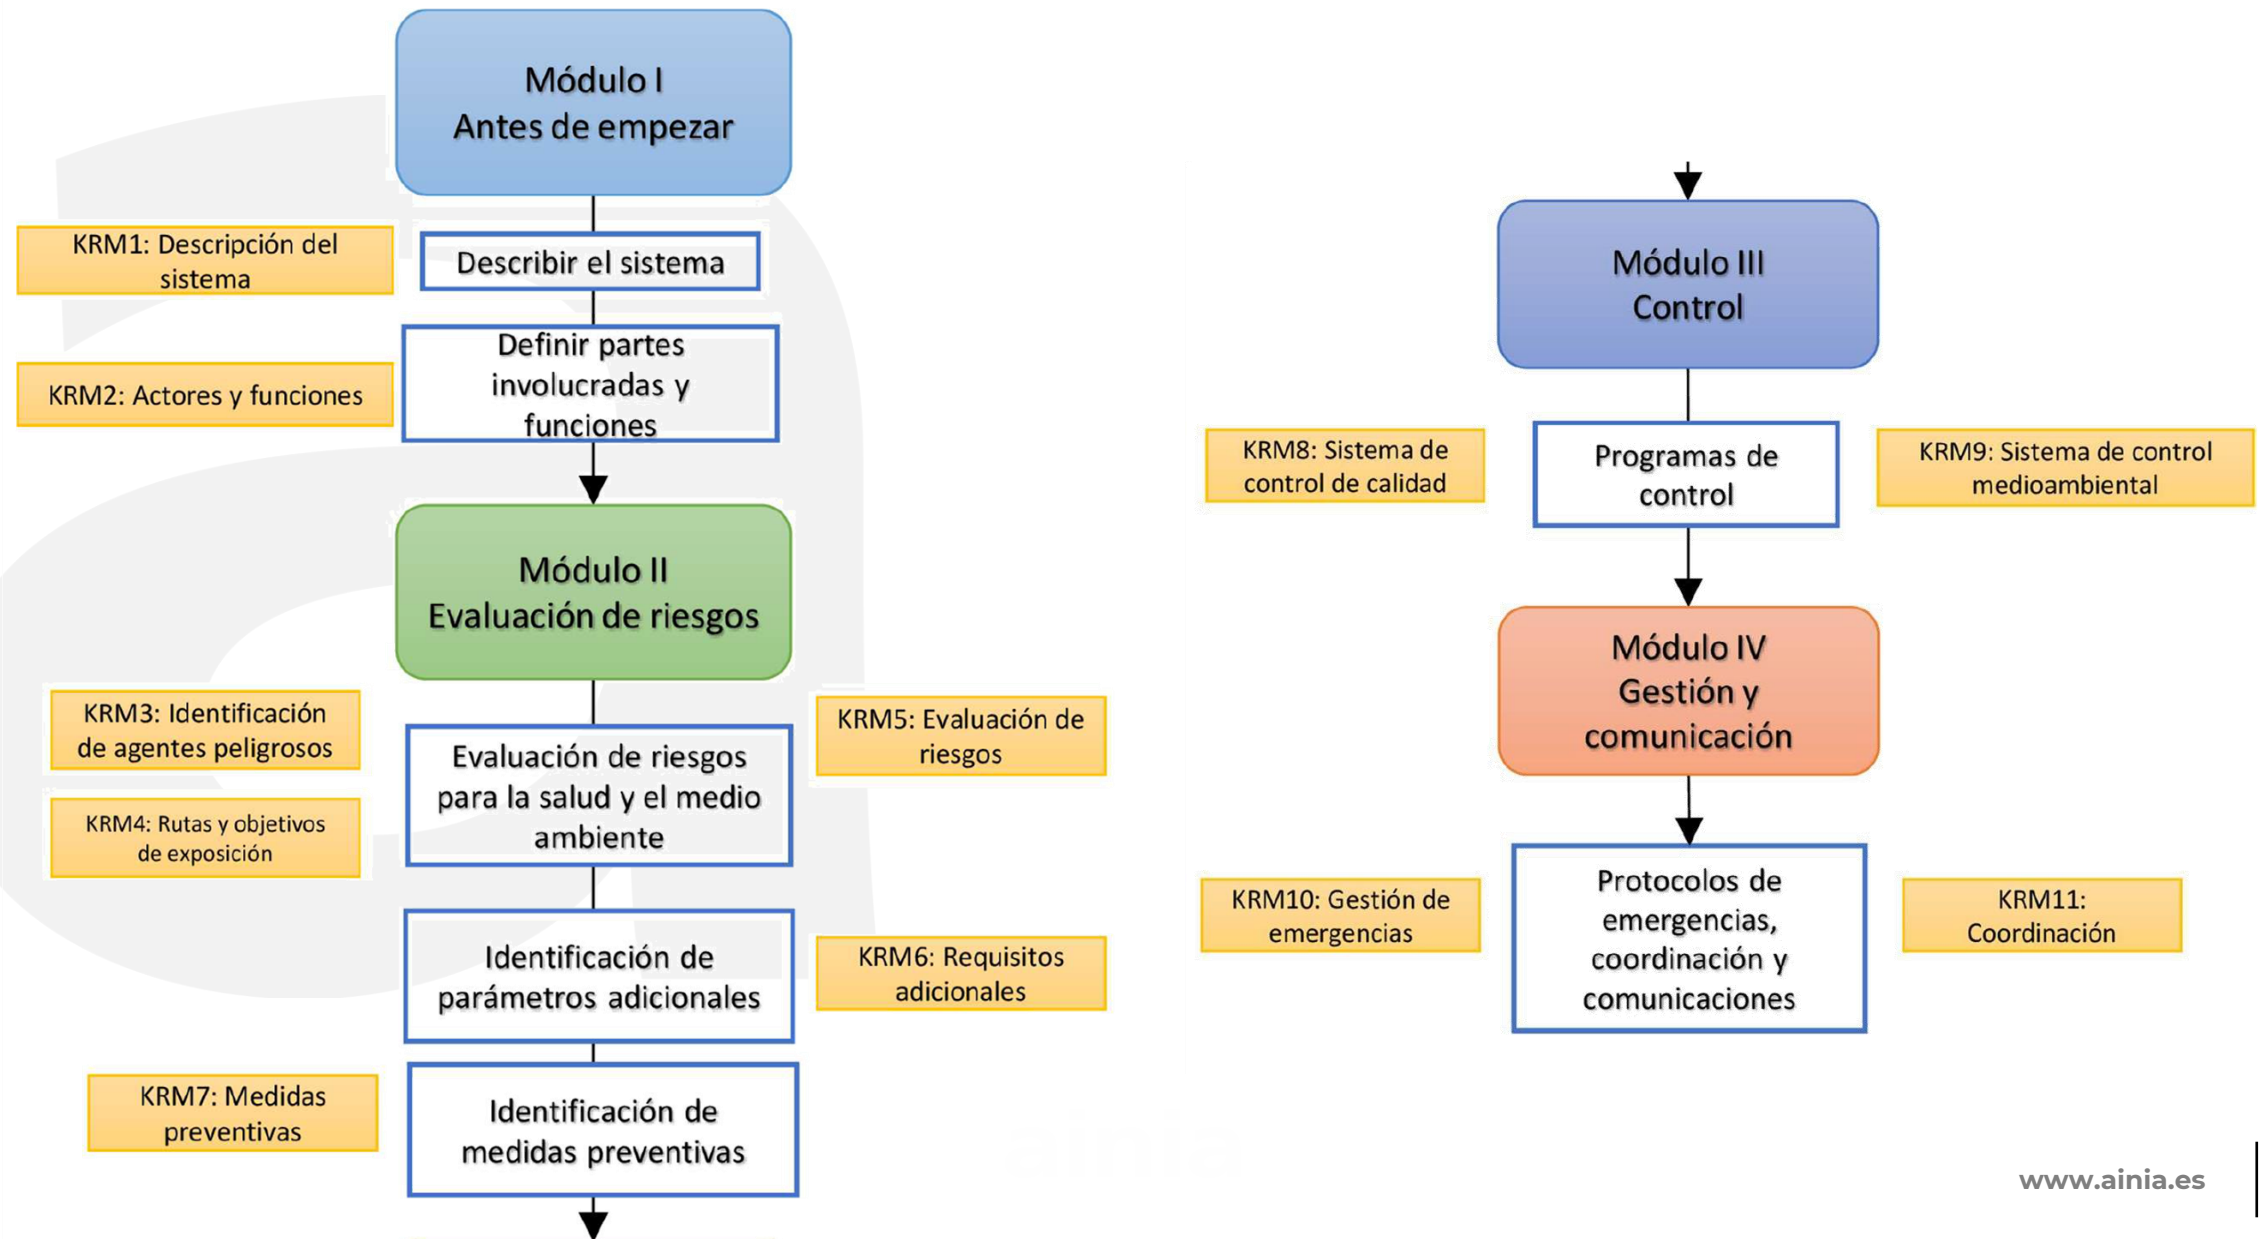 Módulo I
Antes de empezar
KRM1: Descripción del
sistema
Describir el sistema
KRM2: Actores y funciones
Definir partes
involucradas y
funciones
Módulo II
Evaluación de riesgos
KRM3: Identificación
de agentes peligrosos
KRM4: Rutas y objetivos
de exposición
Evaluación de riesgos
para la salud y el medio
ambiente
KRM5: Evaluación de
riesgos
Identificación de
parámetros adicionales
KRM6: Requisitos
adicionales
KRM7: Medidas
preventivas
Identificación de
medidas preventivas
Módulo III
Control
KRM8: Sistema de
control de calidad
Programas de
control
KRM9: Sistema de control
medioambiental
Módulo IV
Gestión y
comunicación
KRM10: Gestión de
emergencias
Protocolos de
emergencias,
coordinación y
comunicaciones
KRM11:
Coordinación
www.ainia.es